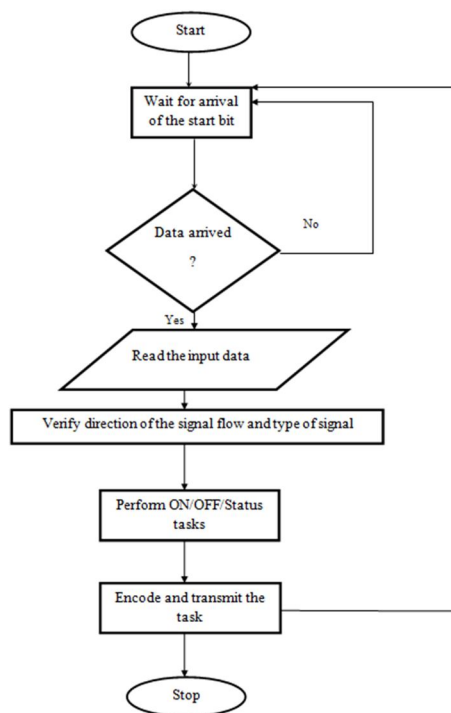 Start
Wait for arrival
of the start bit
Data arrived
?
No
Yes
Read the input data
Verify direction of the signal flow and type of signal
Perform ON/OFF/Status
tasks
Encode and transmit the
task
Stop